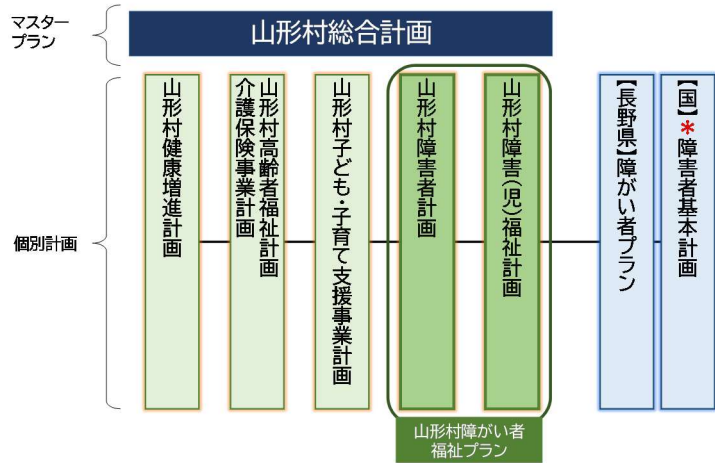 マスター
プラン
山形村総合計画
個別計画
山形村健康増進計画
山形村高齢者福祉計画
介護保険事業計画
山形村子ども・子育て支援事業計画
山形村障害者計画
山形村障害(児)福祉計画
【長野県】障がい者プラン
【国】*障害者基本計画
山形村障がい者
福祉プラン